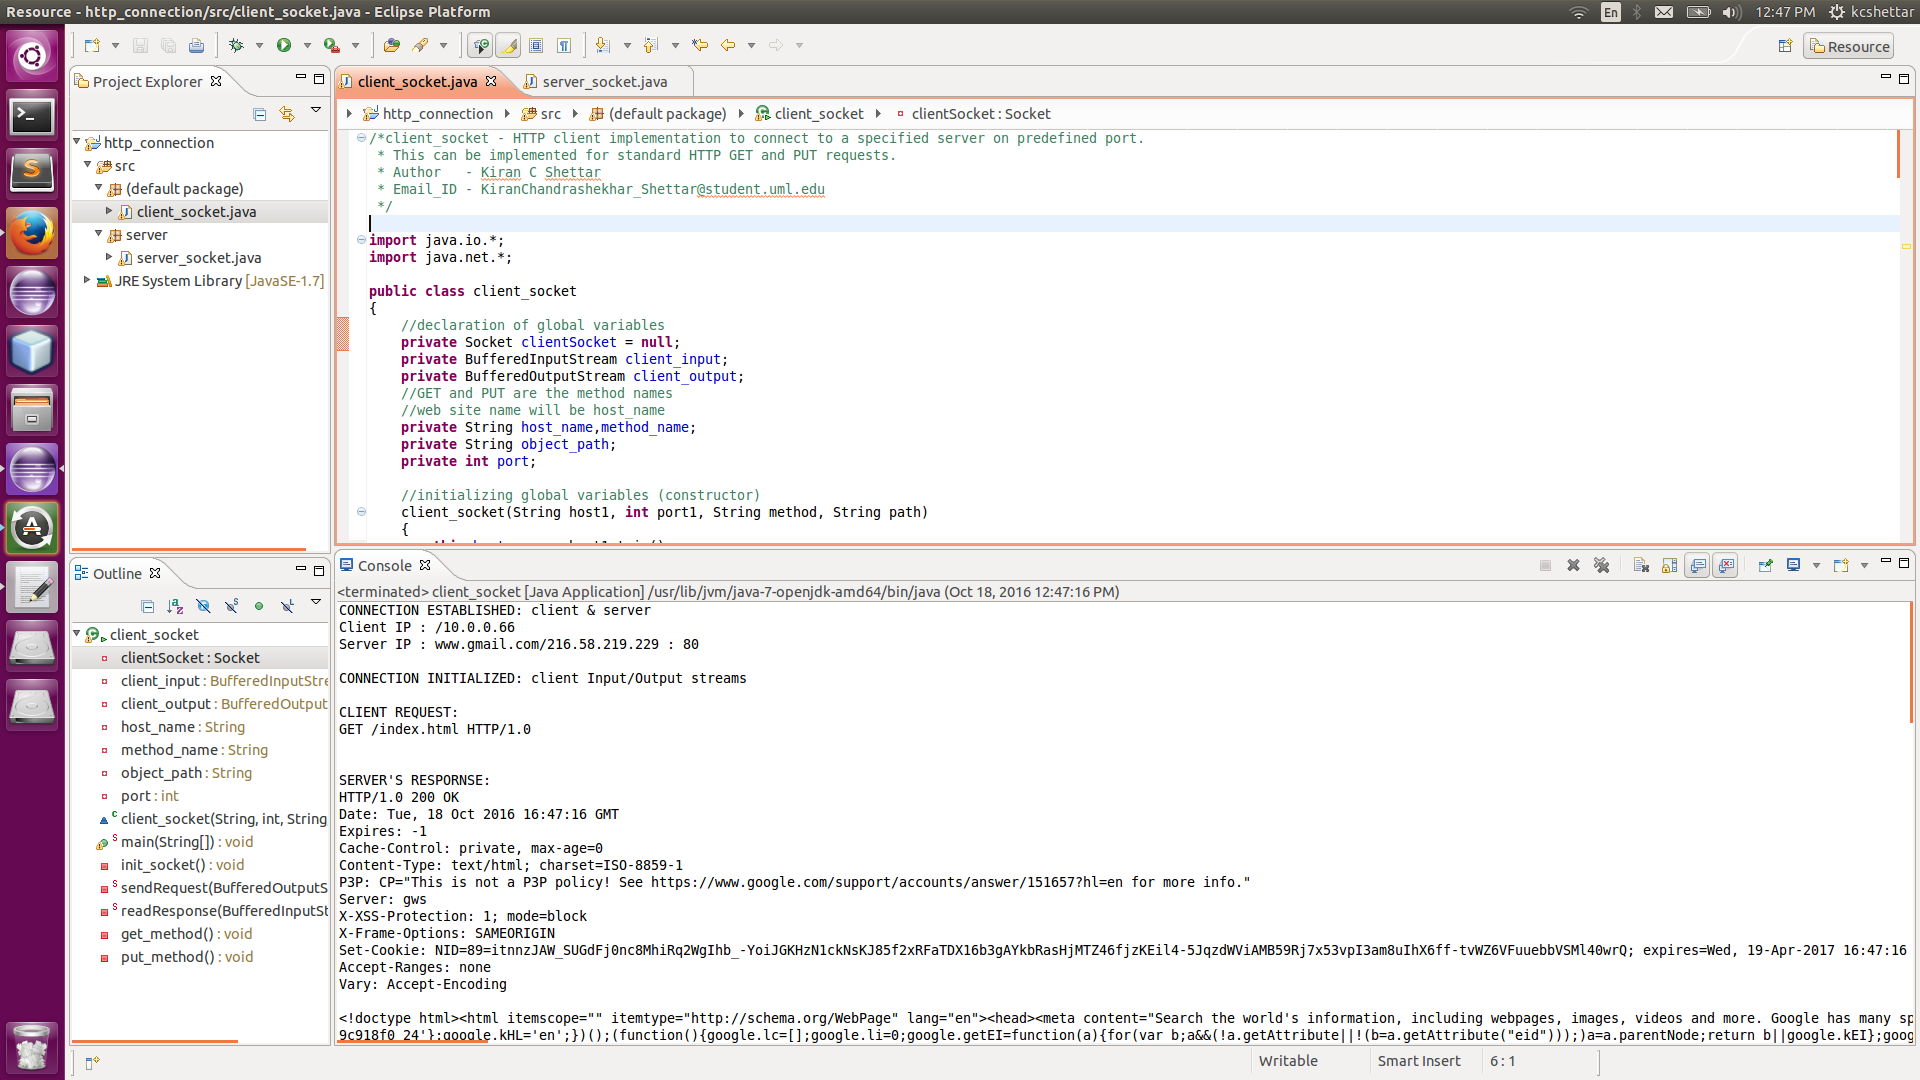 Resource - http_connection/src/client_socket.java - Eclipse Platform
En
12:47 PM
kcshettar
Resource
Project Explorer
http_connection
src
(default package)
client_socket.java
server
server_socket.java
JRE System Library [JavaSE-1.7]
client_socket.java
server_socket.java
http_connection
src
(default package)
client_socket
clientSocket : Socket
/*client_socket - HTTP client implementation to connect to a specified server on predefined port.
* This can be implemented for standard HTTP GET and PUT requests.
* Author   - Kiran C Shettar
* Email_ID - KiranChandrashekhar_Shettar@student.uml.edu
*/
import java.io.*;
import java.net.*;
public class client_socket
{
//declaration of global variables
private Socket clientSocket = null;
private BufferedInputStream client_input;
private BufferedOutputStream client_output;
//GET and PUT are the method names
//web site name will be host_name
private String host_name,method_name;
private String object_path;
private int port;
//initializing global variables (constructor)
client_socket(String host1, int port1, String method, String path)
{
Outline
client_socket
clientSocket : Socket
client_input : BufferedInputStre
client_output : BufferedOutput
host_name : String
method_name : String
object_path : String
port : int
client_socket(String, int, String
main(String[]) : void
init_socket() : void
sendRequest(BufferedOutputS
readResponse(BufferedInputSt
get_method() : void
put_method() : void
Console
<terminated> client_socket [Java Application] /usr/lib/jvm/java-7-openjdk-amd64/bin/java (Oct 18, 2016 12:47:16 PM)
CONNECTION ESTABLISHED: client & server
Client IP : /10.0.0.66
Server IP : www.gmail.com/216.58.219.229 : 80
CONNECTION INITIALIZED: client Input/Output streams
CLIENT REQUEST:
GET /index.html HTTP/1.0
SERVER'S RESPORNSE:
HTTP/1.0 200 OK
Date: Tue, 18 Oct 2016 16:47:16 GMT
Expires: -1
Cache-Control: private, max-age=0
Content-Type: text/html; charset=ISO-8859-1
P3P: CP="This is not a P3P policy! See https://www.google.com/support/accounts/answer/151657?hl=en for more info."
Server: gws
X-XSS-Protection: 1; mode=block
X-Frame-Options: SAMEORIGIN
Set-Cookie: NID=89=itnnzJAW_SUGdFj0nc8MhiRq2WgIhb_-YoiJGKHzN1ckNsKJ85f2xRFaTDX16b3gAYkbRasHjMTZ46fjzKEil4-5JqzdWViAMB59Rj7x53vpI3am8uIhX6ff-tvWZ6VFuuebbVSMl40wrQ; expires=Wed, 19-Apr-2017 16:47:16
Accept-Ranges: none
Vary: Accept-Encoding
<!doctype html><html itemscope="" itemtype="http://schema.org/WebPage" lang="en"><head><meta content="Search the world's information, including webpages, images, videos and more. Google has many sp
9c918f0_24'};google.kHL='en';})();(function(){google.lc=[];google.li=0;google.getEI=function(a){for(var b;a&&(!a.getAttribute||!(b=a.getAttribute("eid")));)a=a.parentNode;return b||google.kEI};goog
Writable
Smart Insert
6 : 1